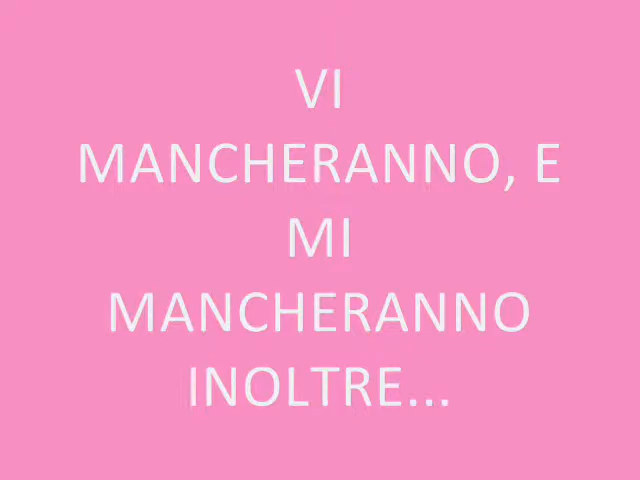 VI
MANCHERANNO, E
MI
MANCHERANNO
INOLTRE...